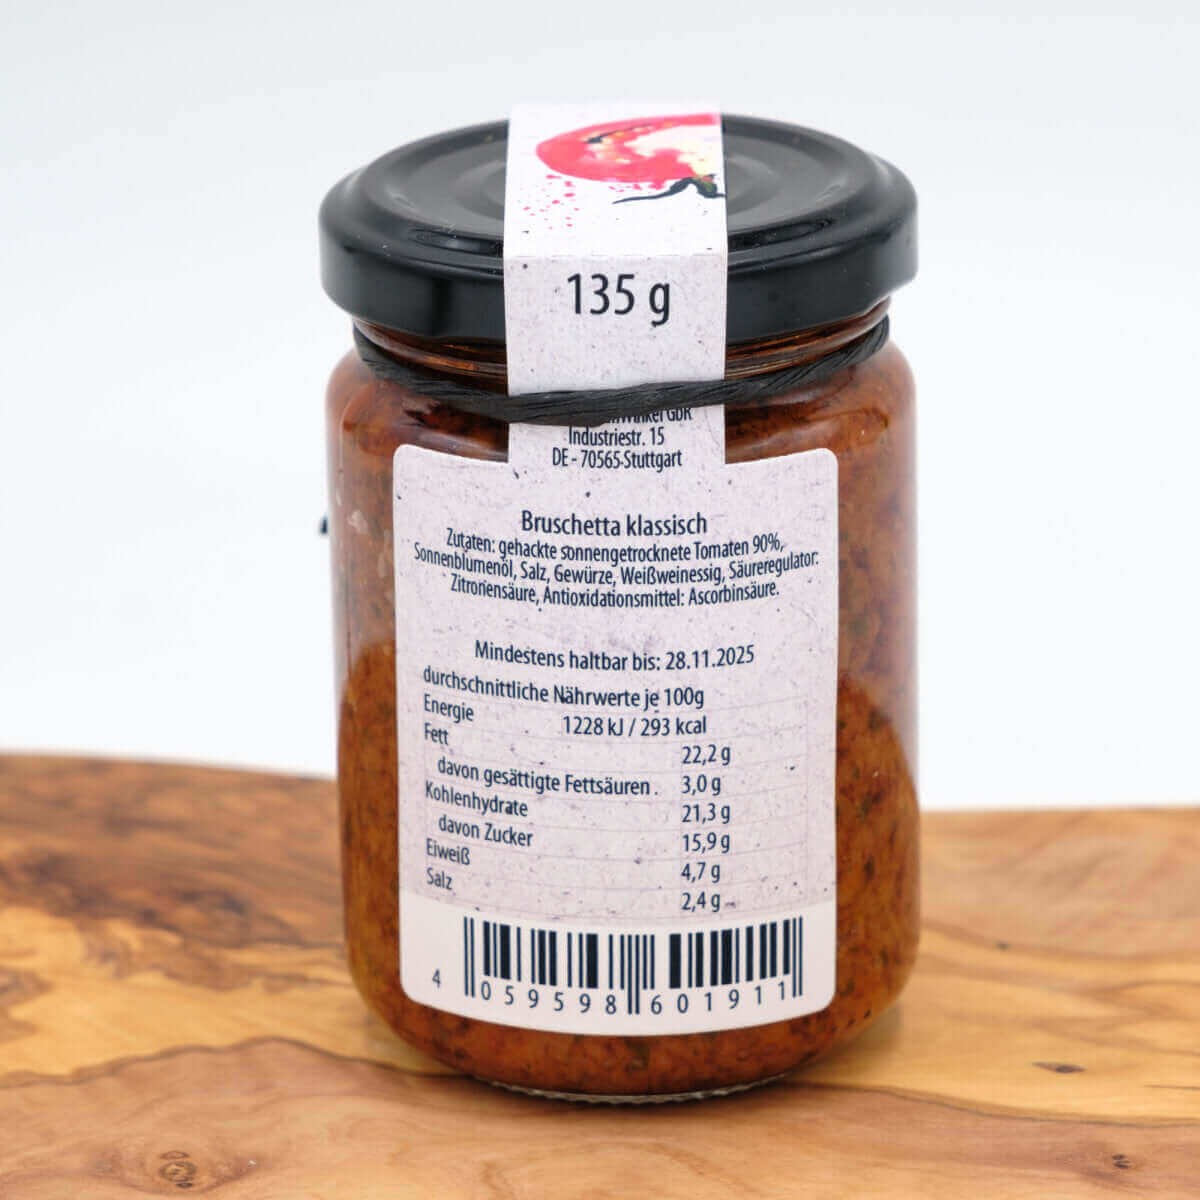 135 g
GbR
Industriestr. 15
DE - 70565 Stuttgart
Bruschetta klassisch
Zutaten: gehackte sonnengetrocknete Tomaten 90%,
Sonnenblumenöl, Salz, Gewürze, Weißweinessig, Säureregulator:
Zitronensäure, Antioxidationsmittel: Ascorbinsäure.
Mindestens haltbar bis: 28.11.2025
durchschnittliche Nährwerte je 100g
Energie 1228 kJ / 293 kcal
Fett 22,2 g
davon gesättigte Fettsäuren 3,0 g
Kohlenhydrate 21,3 g
davon Zucker 15,9 g
Eiweiß 4,7 g
Salz 2,4 g
4 059598 601911